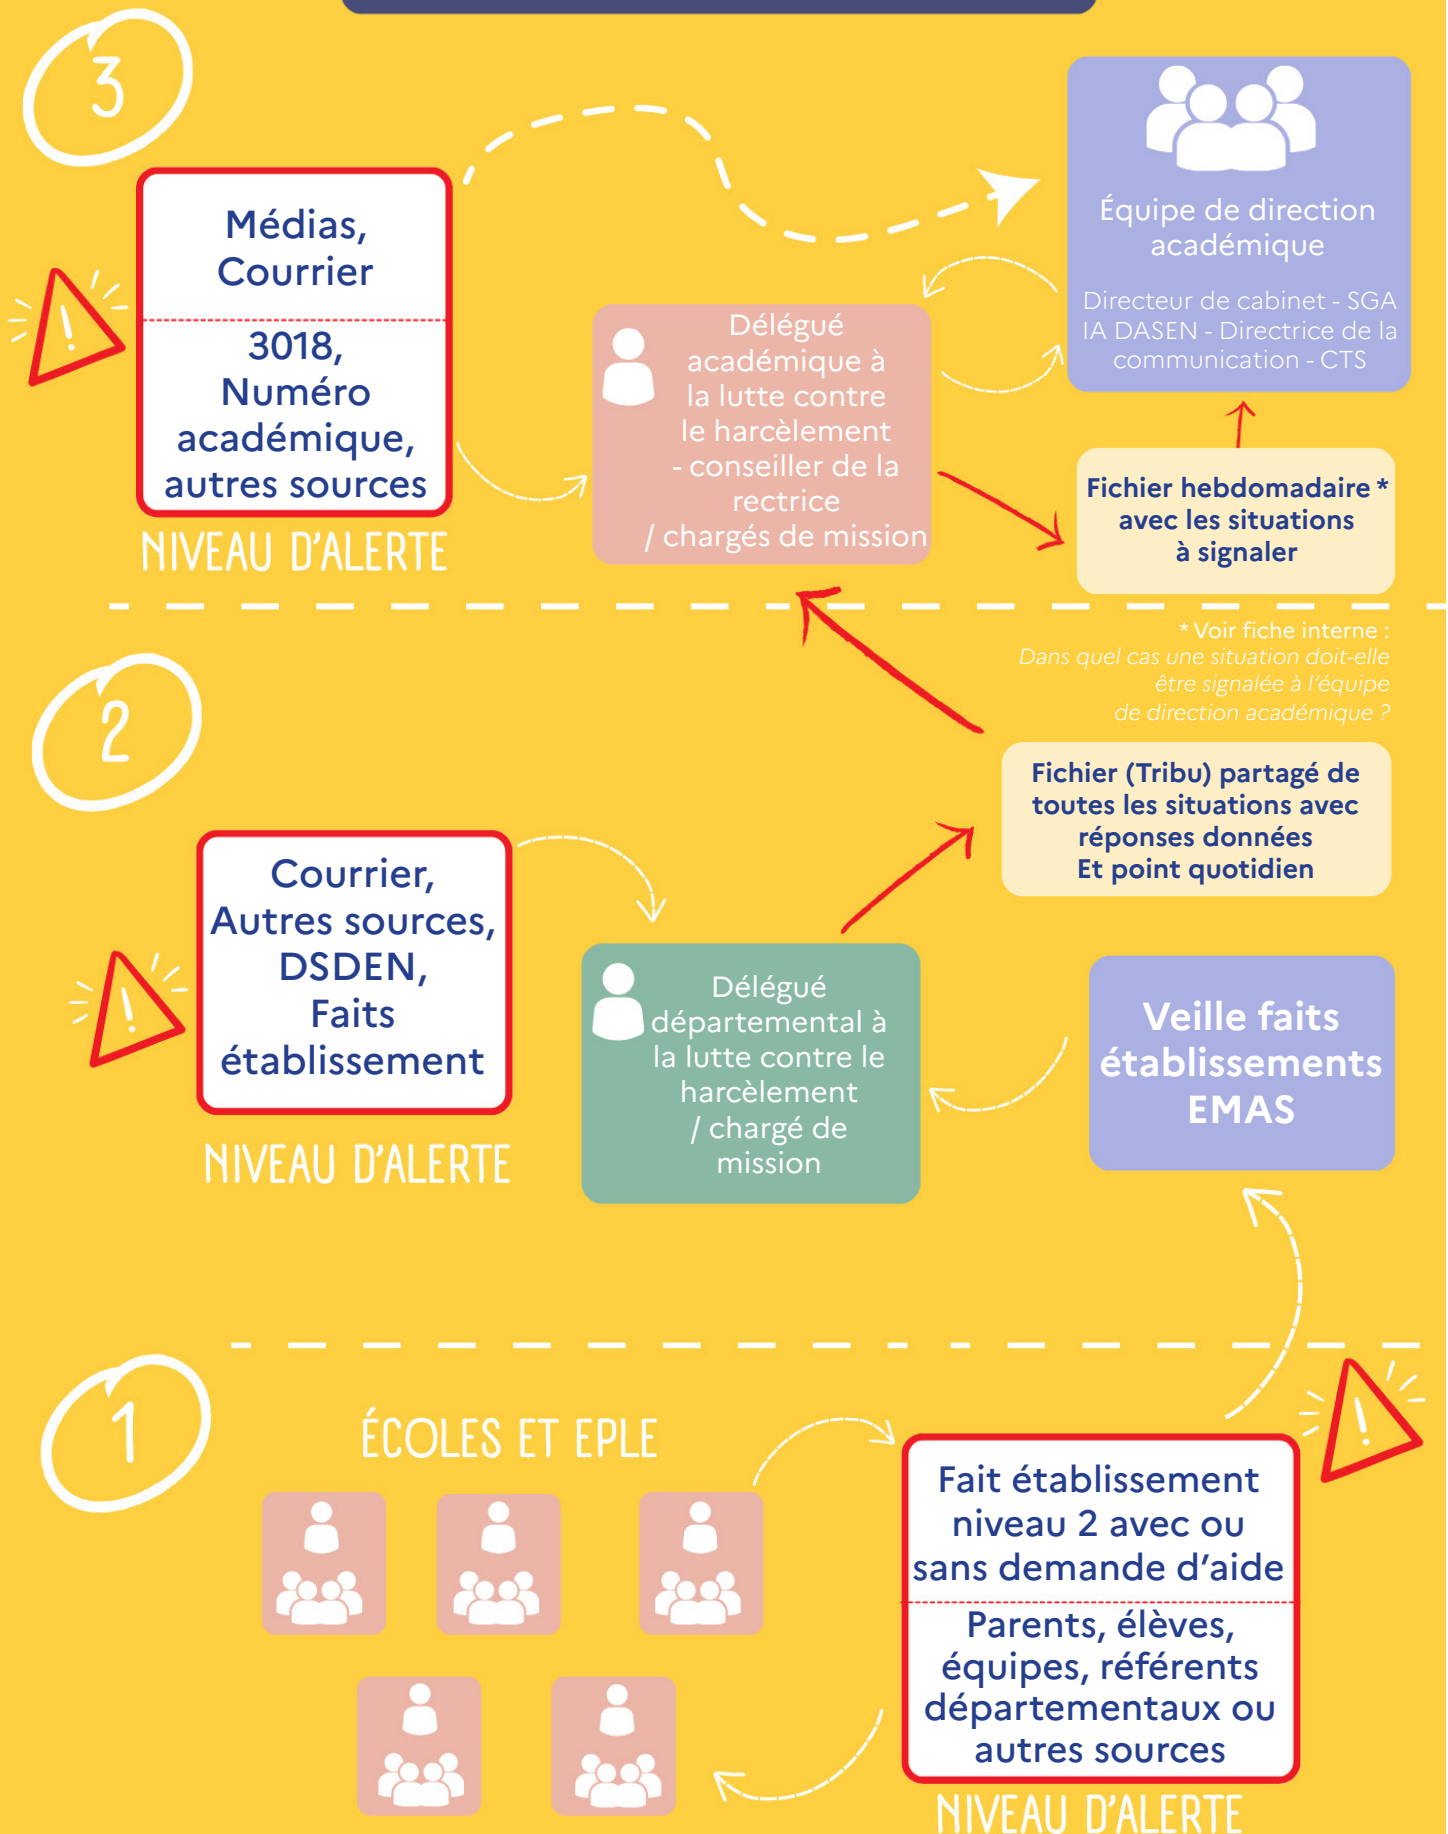 3
Médias,
Courrier
3018,
Numéro
académique,
autres sources
NIVEAU D'ALERTE
Délégué
académique à
la lutte contre
le harcèlement
- conseiller de la
rectrice
/ chargés de mission
Équipe de direction
académique
Directeur de cabinet - SGA
IA DASEN - Directrice de la
communication - CTS
Fichier hebdomadaire *
avec les situations
à signaler
* Voir fiche interne :
Dans quel cas une situation doit-elle
être signalée à l'équipe
de direction académique ?
2
Fichier (Tribu) partagé de
toutes les situations avec
réponses données
Et point quotidien
Courrier,
Autres sources,
DSDEN,
Faits
établissement
NIVEAU D'ALERTE
Délégué
départemental à
la lutte contre le
harcèlement
/ chargé de
mission
Veille faits
établissements
EMAS
1
ÉCOLES ET EPLE
Fait établissement
niveau 2 avec ou
sans demande d'aide
Parents, élèves,
équipes, référents
départementaux ou
autres sources
NIVEAU D'ALERTE